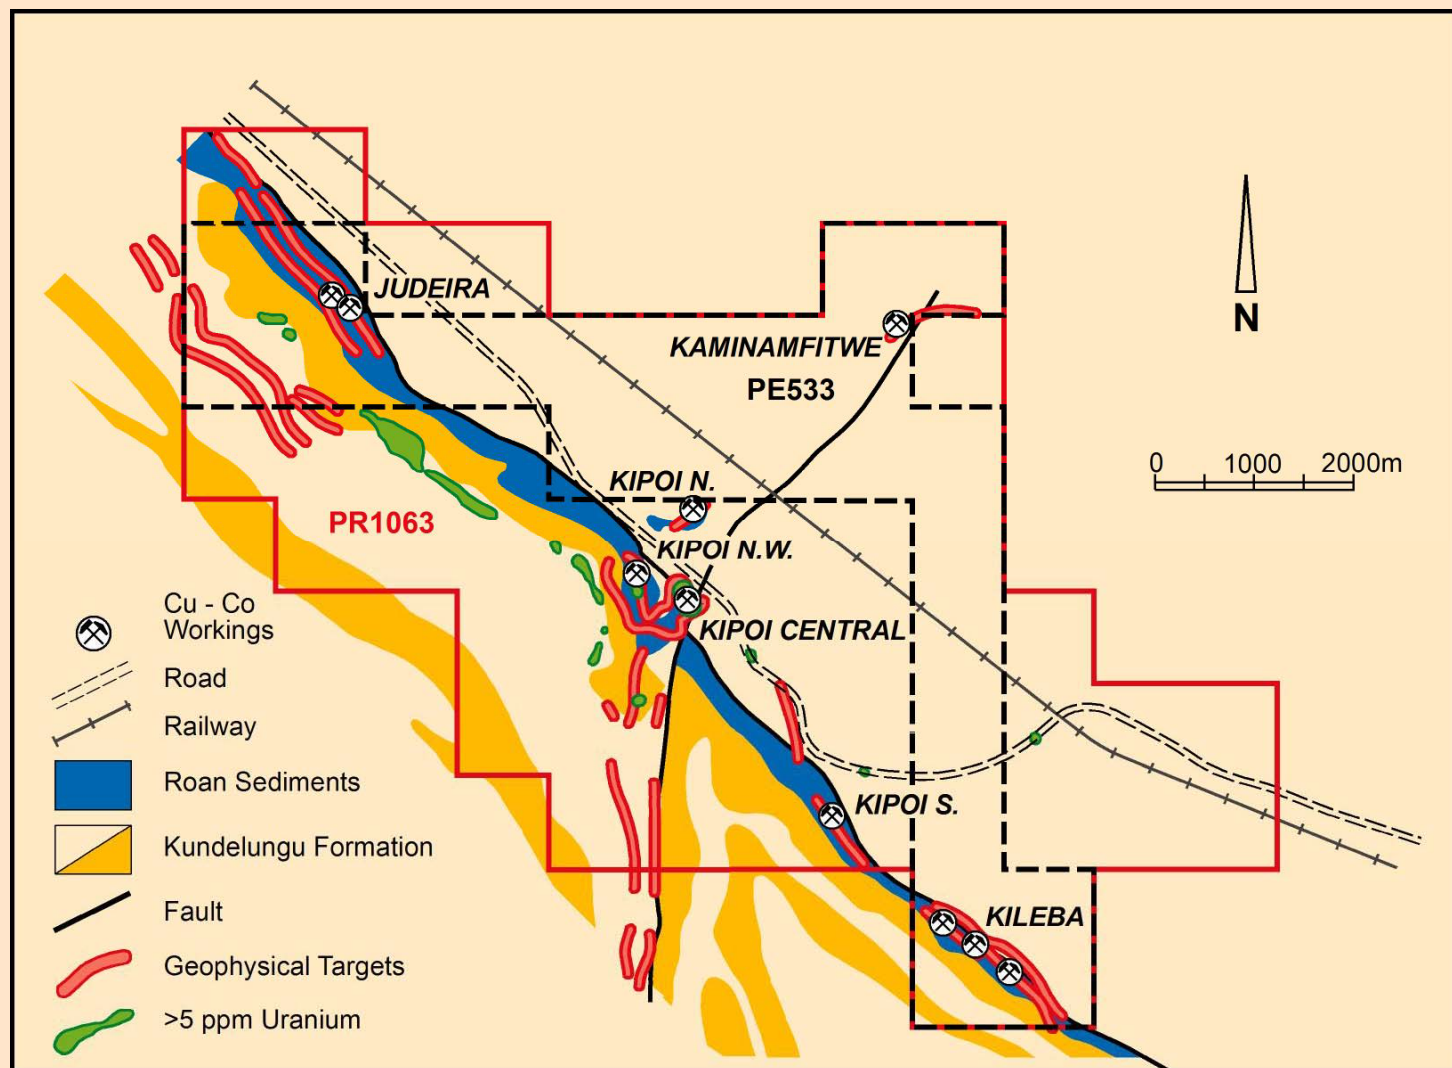 JUDEIRA
KAMINAMFITWE
PE533
N
0 1000 2000m
KIPOI N.
PR1063
KIPOI N.W.
KIPOI CENTRAL
KIPOI S.
KILEBA
Cu - Co
Workings
Road
Railway
Roan Sediments
Kundelungu Formation
Fault
Geophysical Targets
>5 ppm Uranium